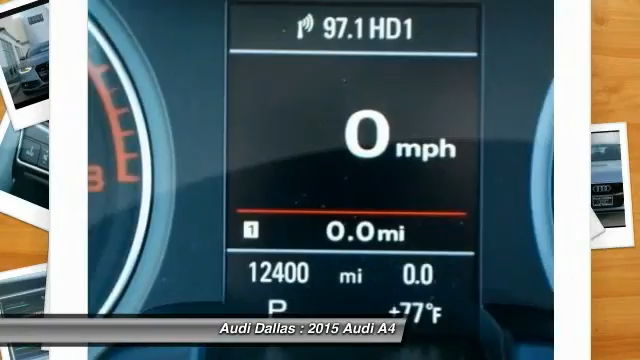 97.1 HD1
0 mph
1 0.0 mi
12400 mi 0.0
P +77°F
Audi Dallas : 2015 Audi A4
8